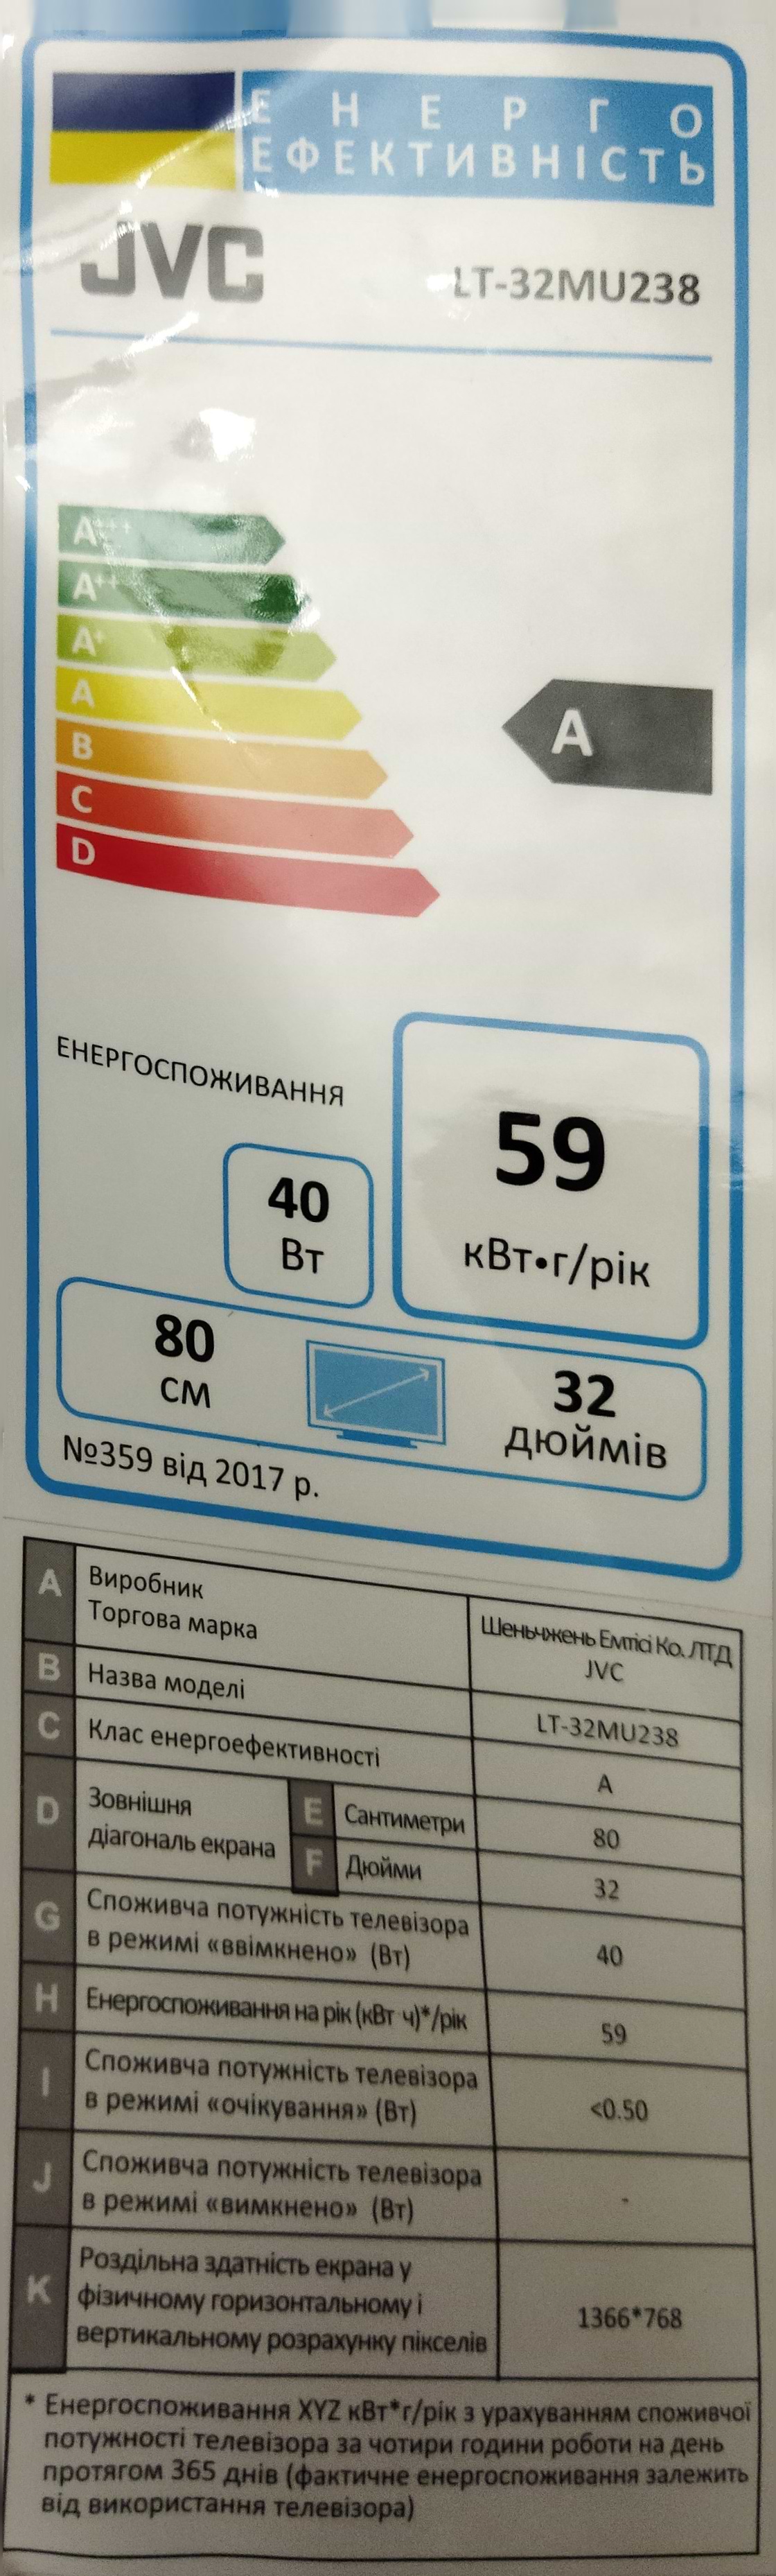 ЕНЕРГО
ЕФЕКТИВНІСТЬ
JVC
LT-32MU238
A+++
A++
A+
A
B
C
D
A
ЕНЕРГОСПОЖИВАННЯ
59
кВт•г/рік
40
Вт
80
см
32
дюймів
№359 від 2017 р.
A Виробник
Торгова марка
Шеньчжень Емтісі Ко. ЛТД
JVC
B Назва моделі LT-32MU238
C Клас енергоефективності A
D Зовнішня
діагональ екрана
E Сантиметри 80
F Дюйми 32
G Споживча потужність телевізора
в режимі «ввімкнено» (Вт) 40
H Енергоспоживання на рік (кВт ч)*/рік 59
I Споживча потужність телевізора
в режимі «очікування» (Вт) <0.50
J Споживча потужність телевізора
в режимі «вимкнено» (Вт) -
K Роздільна здатність екрана у
фізичному горизонтальному і
вертикальному розрахунку пікселів 1366*768
* Енергоспоживання XYZ кВт*г/рік з урахуванням споживчої
потужності телевізора за чотири години роботи на день
протягом 365 днів (фактичне енергоспоживання залежить
від використання телевізора)